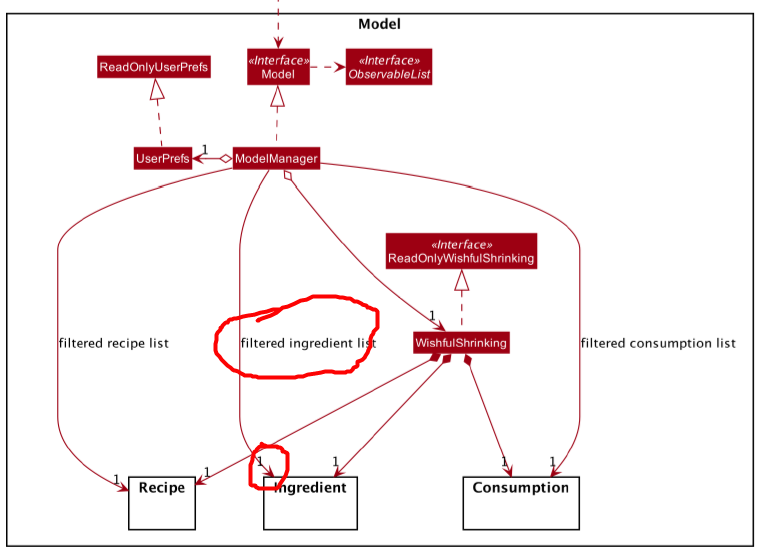 Model
ReadOnlyUserPrefs
«Interface»
Model
«Interface»
ObservableList
UserPrefs
1
ModelManager
«Interface»
ReadOnlyWishfulShrinking
1
filtered recipe list
filtered ingredient list
WishfulShrinking
filtered consumption list
1
1
1
1
1
1
Recipe
Ingredient
Consumption